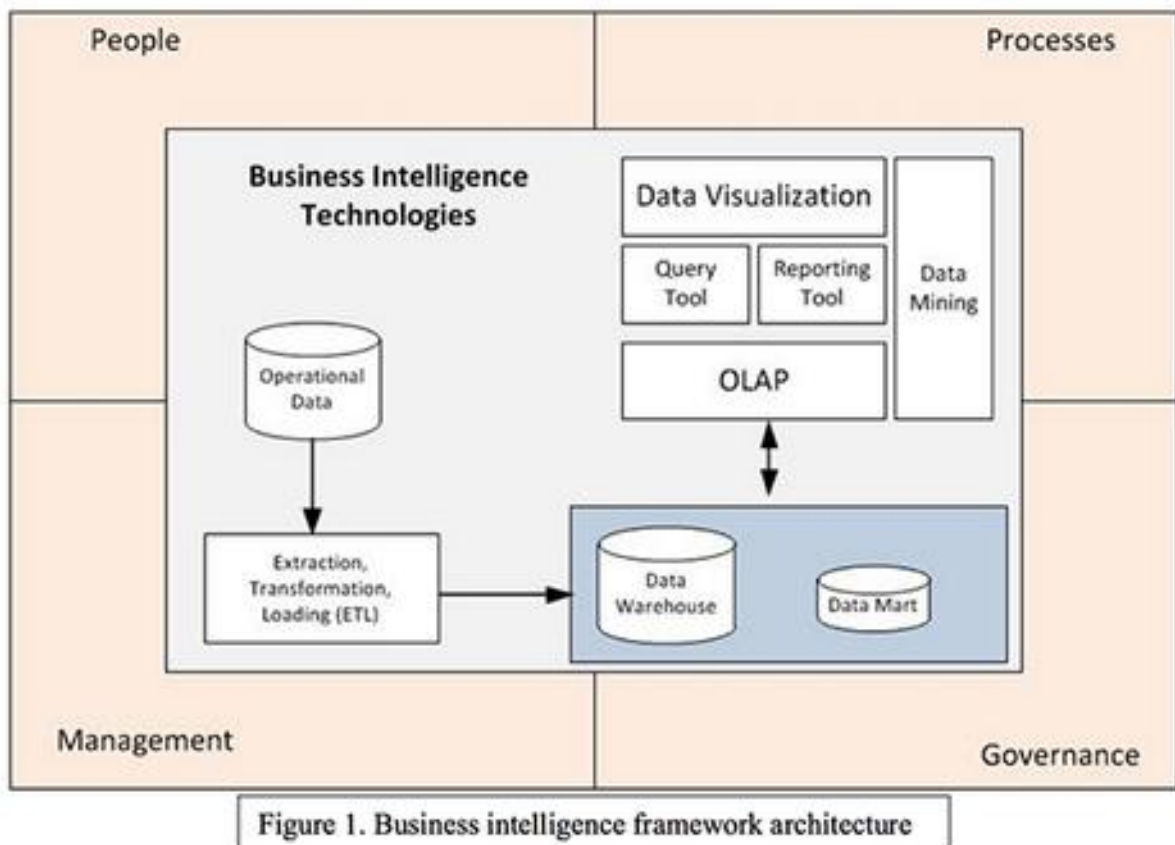 People
Processes
Business Intelligence
Technologies
Data Visualization
Query
Tool
Reporting
Tool
Data
Mining
Operational
Data
OLAP
Extraction,
Transformation,
Loading (ETL)
Data
Warehouse
Data Mart
Management
Governance
Figure 1. Business intelligence framework architecture